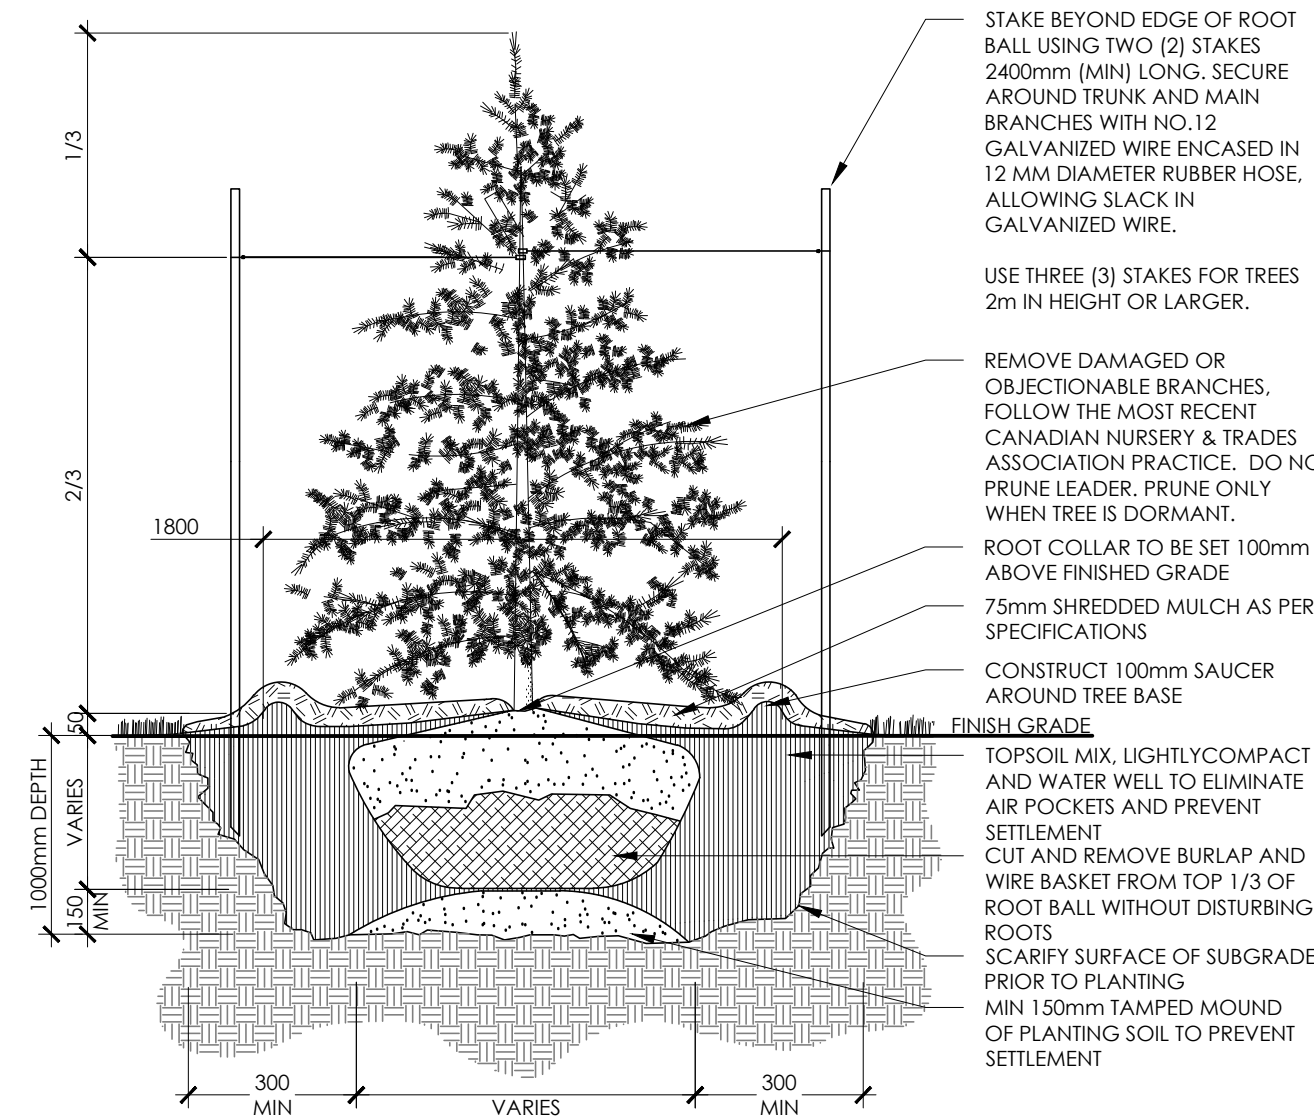 STAKE BEYOND EDGE OF ROOT
BALL USING TWO (2) STAKES
2400mm (MIN) LONG. SECURE
AROUND TRUNK AND MAIN
BRANCHES WITH NO.12
GALVANIZED WIRE ENCASED IN
12 MM DIAMETER RUBBER HOSE,
ALLOWING SLACK IN
GALVANIZED WIRE.
USE THREE (3) STAKES FOR TREES
2m IN HEIGHT OR LARGER.
REMOVE DAMAGED OR
OBJECTIONABLE BRANCHES,
FOLLOW THE MOST RECENT
CANADIAN NURSERY & TRADES
ASSOCIATION PRACTICE. DO NO
PRUNE LEADER. PRUNE ONLY
WHEN TREE IS DORMANT.
ROOT COLLAR TO BE SET 100mm
ABOVE FINISHED GRADE
75mm SHREDDED MULCH AS PER
SPECIFICATIONS
CONSTRUCT 100mm SAUCER
AROUND TREE BASE
FINISH GRADE
TOPSOIL MIX, LIGHTLYCOMPACT
AND WATER WELL TO ELIMINATE
AIR POCKETS AND PREVENT
SETTLEMENT
CUT AND REMOVE BURLAP AND
WIRE BASKET FROM TOP 1/3 OF
ROOT BALL WITHOUT DISTURBING
ROOTS
SCARIFY SURFACE OF SUBGRADE
PRIOR TO PLANTING
MIN 150mm TAMPED MOUND
OF PLANTING SOIL TO PREVENT
SETTLEMENT
1/3
2/3
1800
50
1000mm DEPTH
VARIES
150
MIN
300
MIN
VARIES
300
MIN